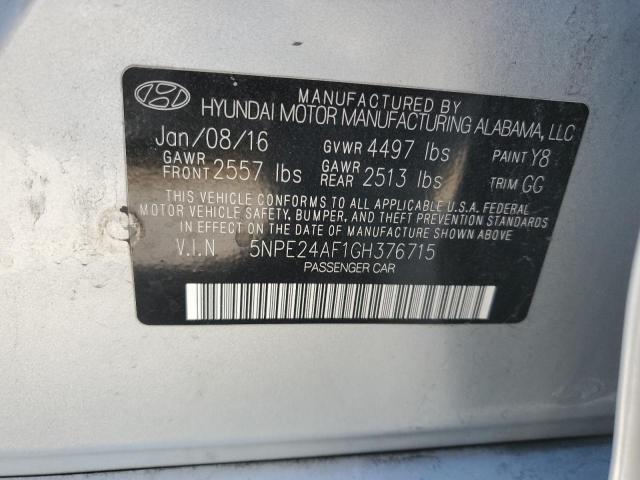 MANUFACTURED BY
HYUNDAI MOTOR MANUFACTURING ALABAMA, LLC
Jan/08/16 GVWR 4497 lbs PAINT Y8
GAWR FRONT 2557 lbs GAWR REAR 2513 lbs TRIM GG
THIS VEHICLE CONFORMS TO ALL APPLICABLE U.S.A. FEDERAL
MOTOR VEHICLE SAFETY, BUMPER, AND THEFT PREVENTION STANDARDS
IN EFFECT ON THE DATE OF MANUFACTURE SHOWN ABOVE.
V.I.N 5NPE24AF1GH376715
PASSENGER CAR